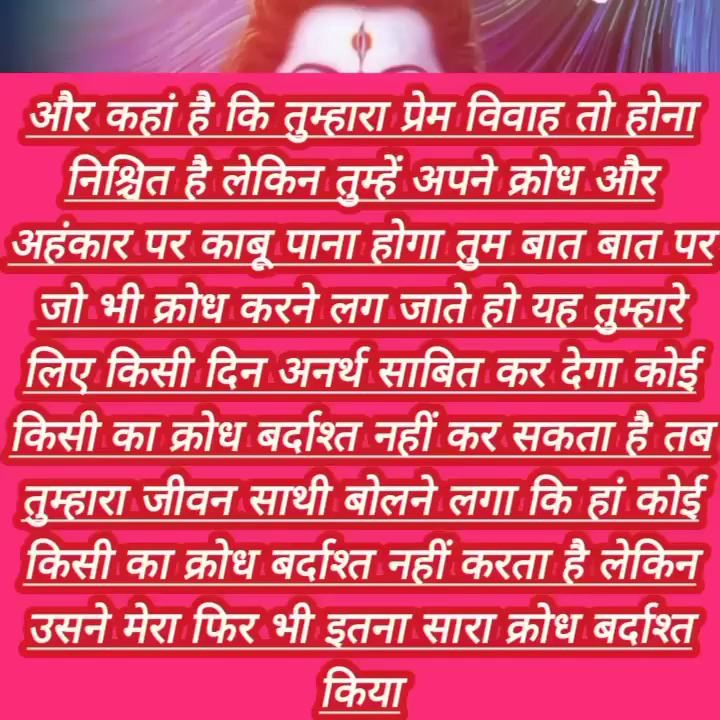 और कहां है कि तुम्हारा प्रेम विवाह तो होना
निश्चित है लेकिन तुम्हें अपने क्रोध और
अहंकार पर काबू पाना होगा तुम बात बात पर
जो भी क्रोध करने लग जाते हो यह तुम्हारे
लिए किसी दिन अनर्थ साबित कर देगा कोई
किसी का क्रोध बर्दाश्त नहीं कर सकता है तब
तुम्हारा जीवन साथी बोलने लगा कि हां कोई
किसी का क्रोध बर्दाश्त नहीं करता है लेकिन
उसने मेरा फिर भी इतना सारा क्रोध बर्दाश्त
किया